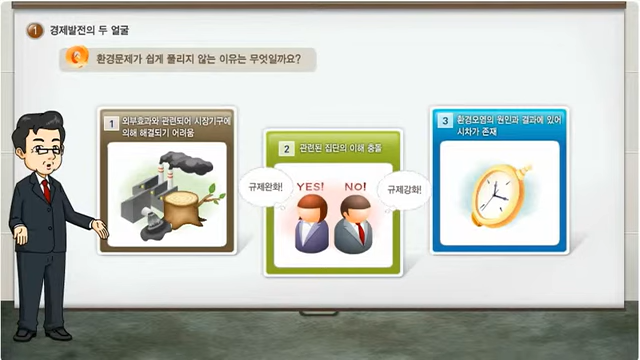 1 경제발전의 두 얼굴
Q 환경문제가 쉽게 풀리지 않는 이유는 무엇일까요?
1 외부효과와 관련되어 시장기구에
의해 해결되기 어려움
2 관련된 집단의 이해 충돌
규제완화!
YES!
NO!
규제강화!
3 환경오염의 원인과 결과에 있어
시차가 존재